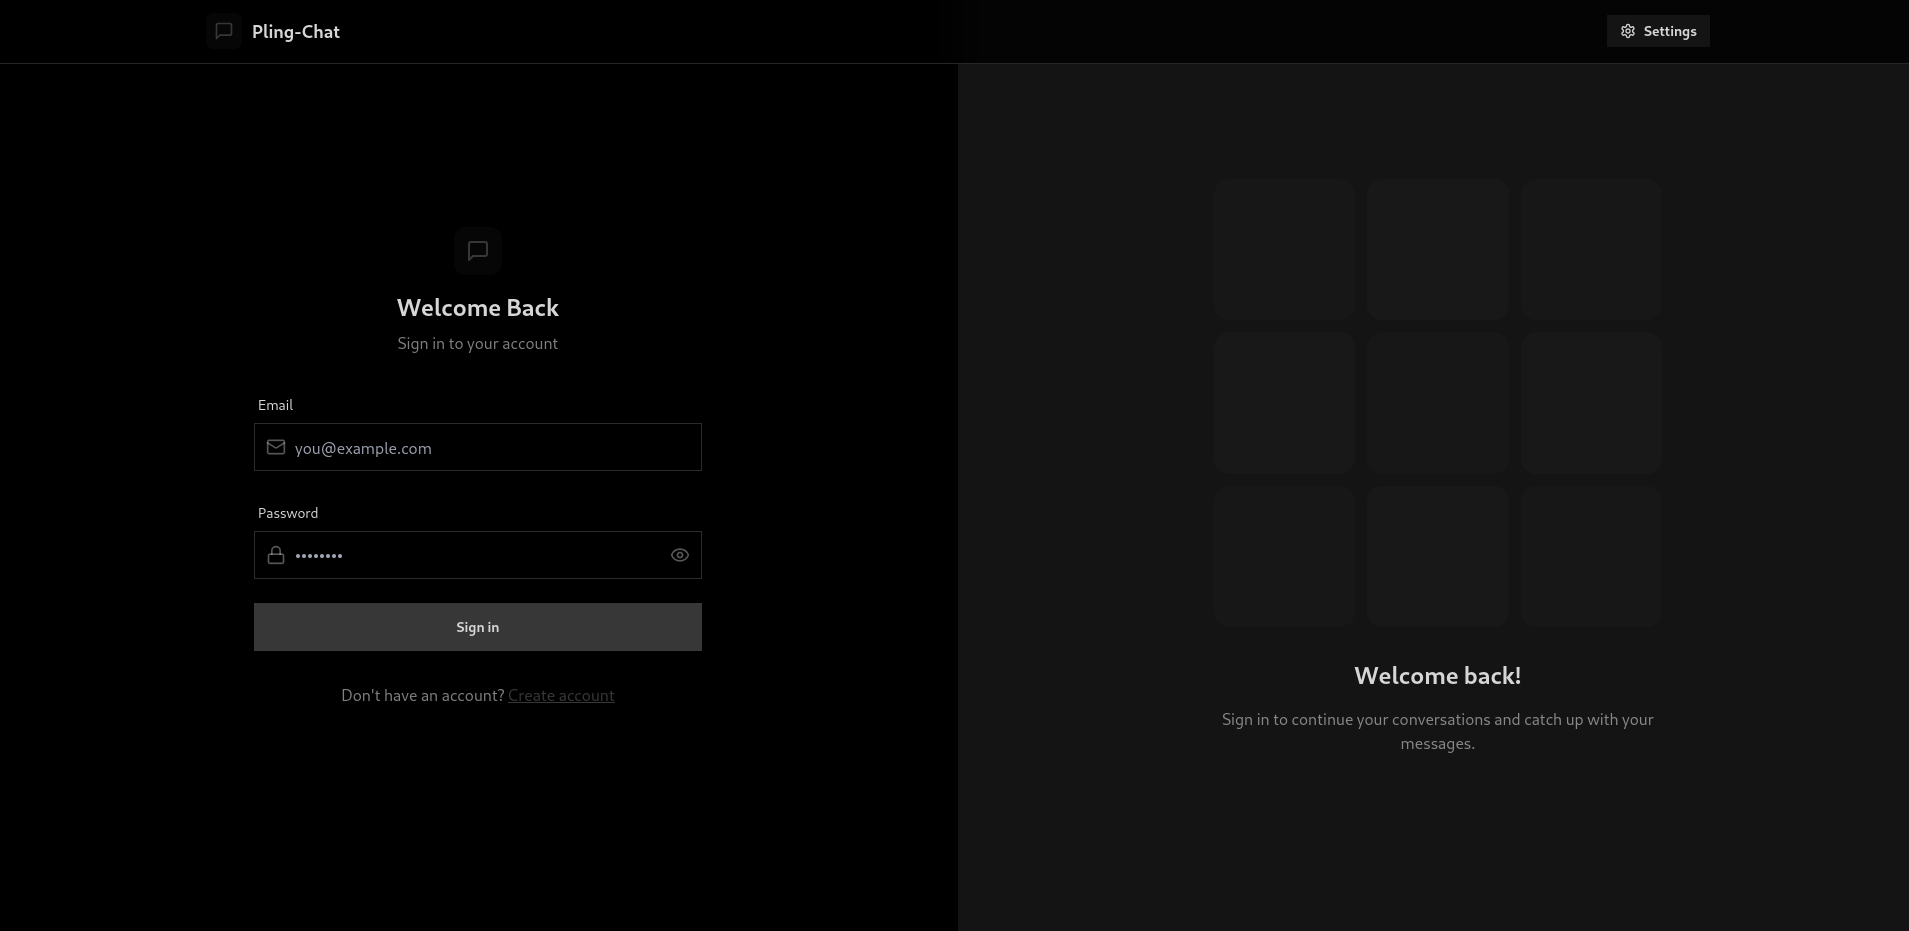 Pling-Chat
Settings
Welcome Back
Sign in to your account
Email
you@example.com
Password
••••••••
Sign in
Don't have an account? Create account
Welcome back!
Sign in to continue your conversations and catch up with your
messages.